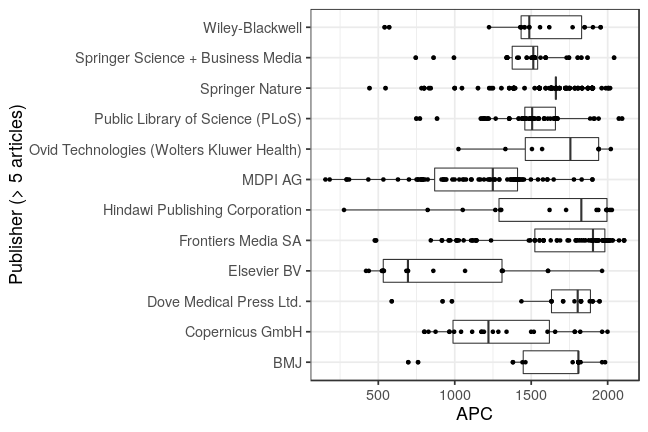 Publisher (> 5 articles)
Wiley-Blackwell
Springer Science + Business Media
Springer Nature
Public Library of Science (PLoS)
Ovid Technologies (Wolters Kluwer Health)
MDPI AG
Hindawi Publishing Corporation
Frontiers Media SA
Elsevier BV
Dove Medical Press Ltd.
Copernicus GmbH
BMJ
500 1000 1500 2000
APC